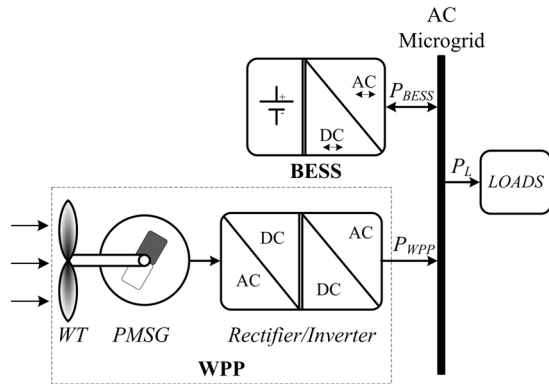 AC
Microgrid
+
-
AC
DC
P_BESS
BESS
P_L
LOADS
DC
AC
AC
DC
P_WPP
WT
PMSG
Rectifier/Inverter
WPP